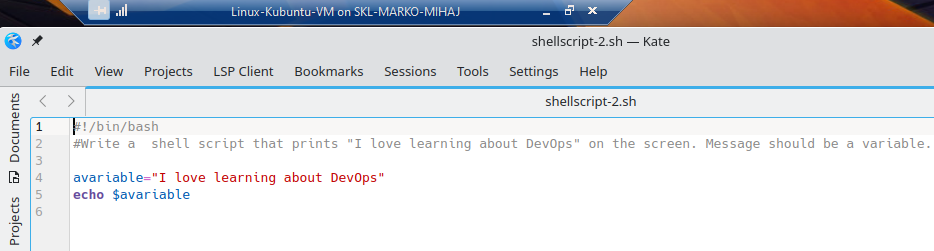 Linux-Kubuntu-VM on SKL-MARKO-MIHAJ
shellscript-2.sh — Kate
File Edit View Projects LSP Client Bookmarks Sessions Tools Settings Help
shellscript-2.sh
Documents
Projects
1 #!/bin/bash
2 #Write a  shell script that prints "I love learning about DevOps" on the screen. Message should be a variable.
3
4 avariable="I love learning about DevOps"
5 echo $avariable
6